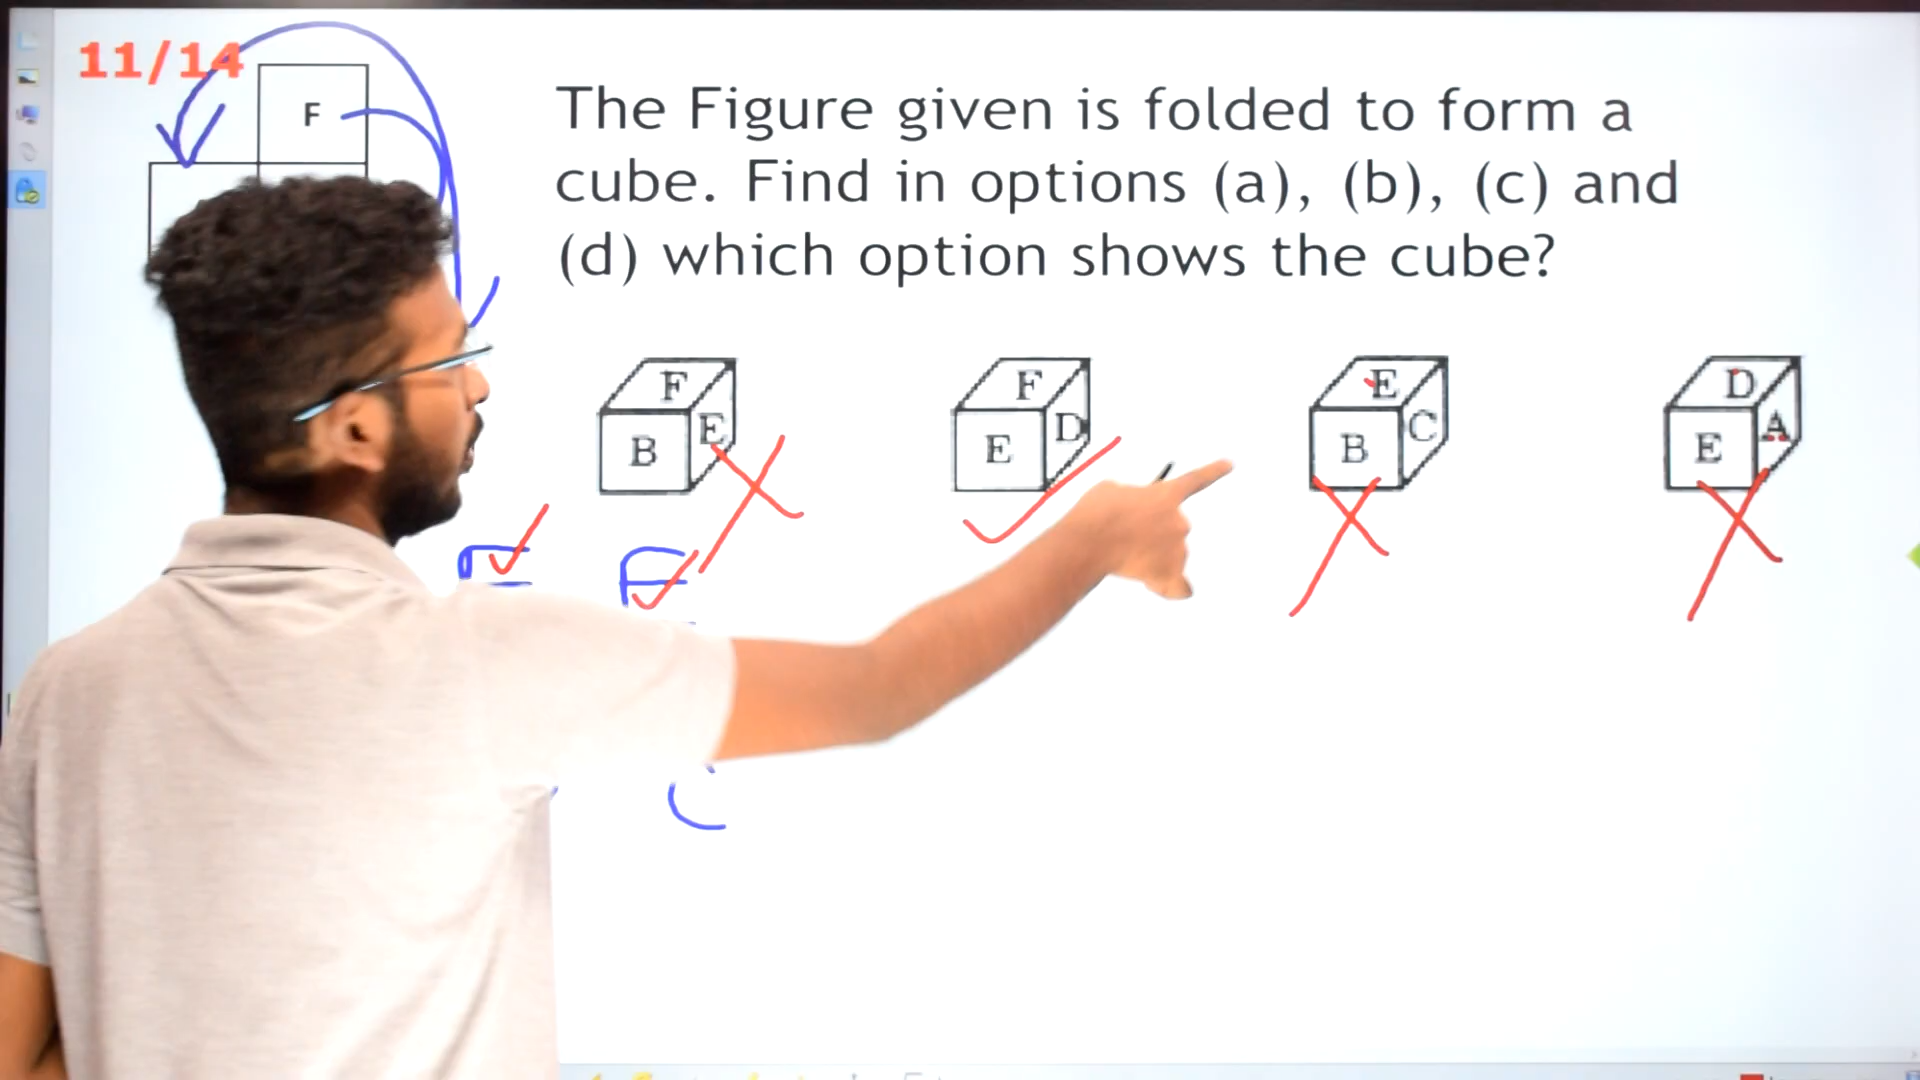 11/14
F
The Figure given is folded to form a
cube. Find in options (a), (b), (c) and
(d) which option shows the cube?
F
B
E
F
E
D
E
B
C
D
E
A